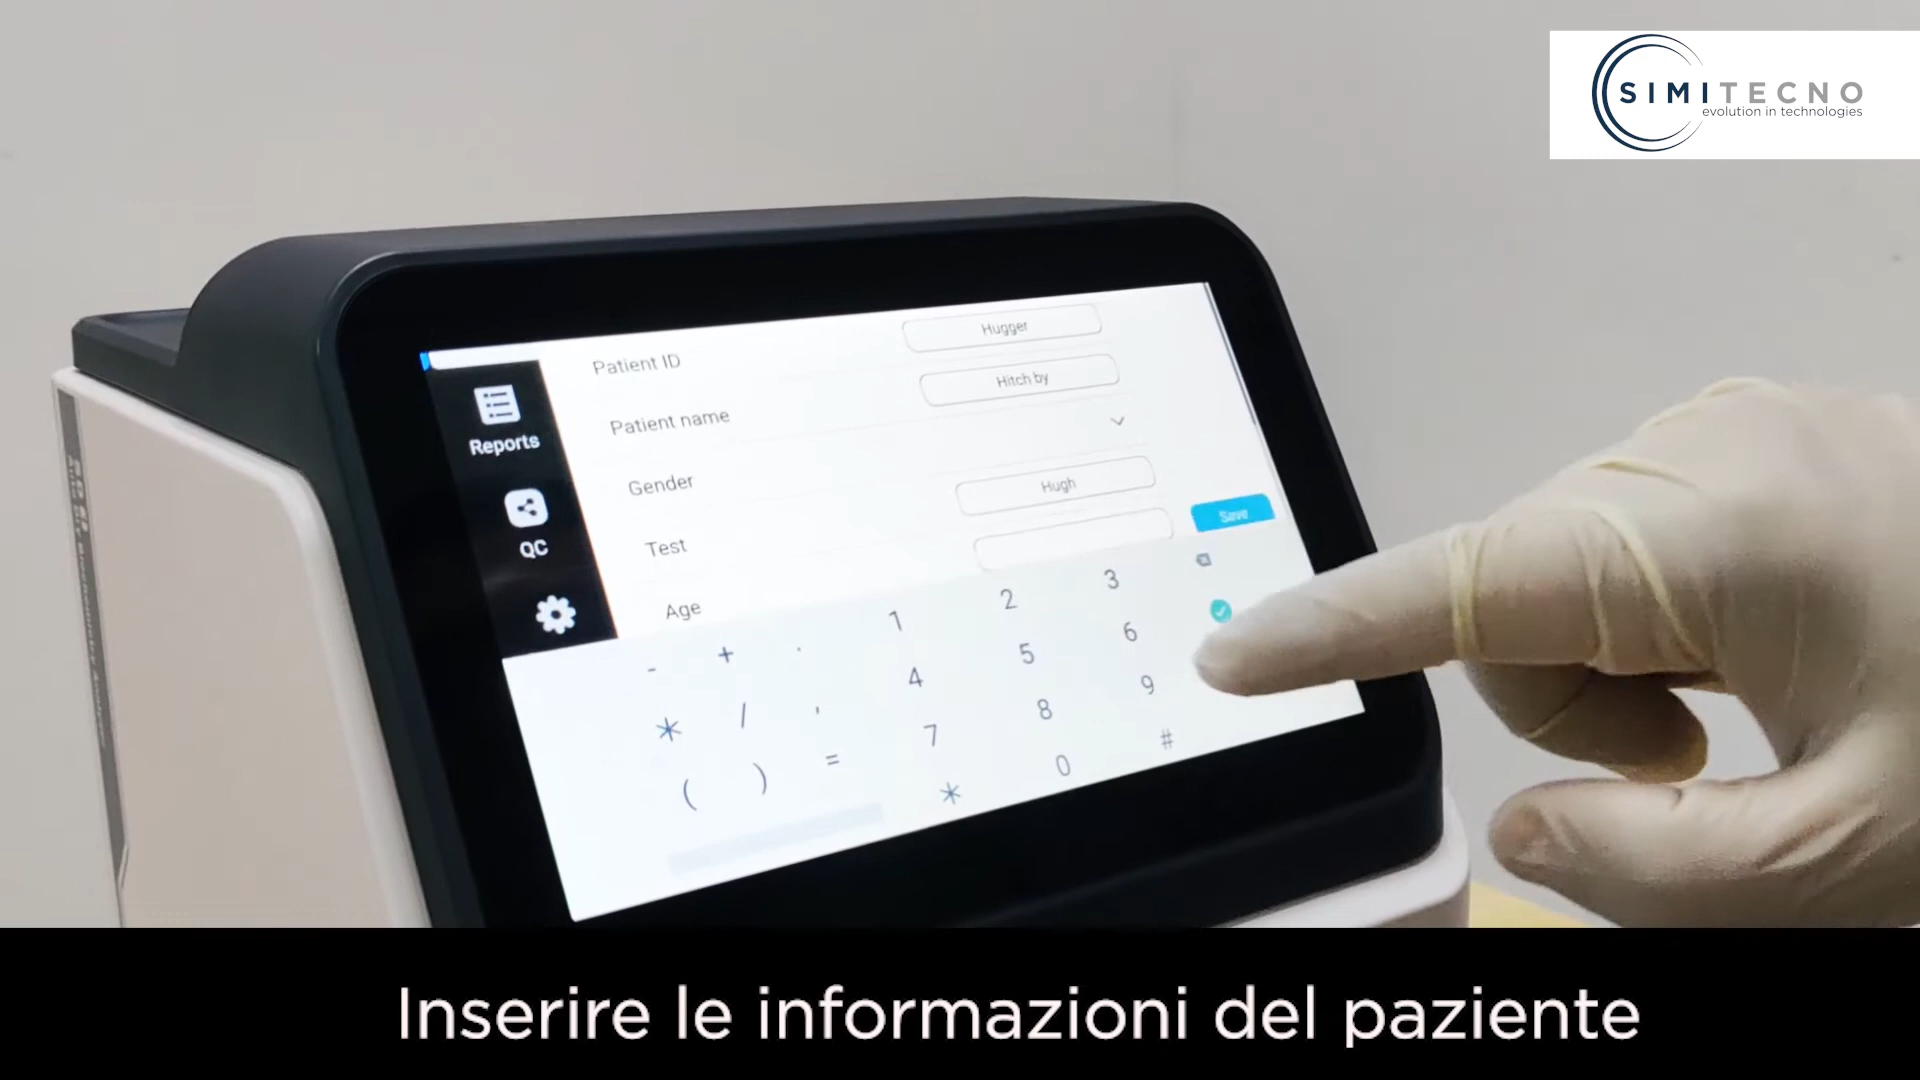 SIMITECNO
evolution in technologies
Patient ID
Hugger
Patient name
Hitch by
Gender
Test
Hugh
Age
Save
Reports
QC
1 2 3
- + .
4 5 6
* / ,
7 8 9
( ) =
* 0 #
Inserire le informazioni del paziente